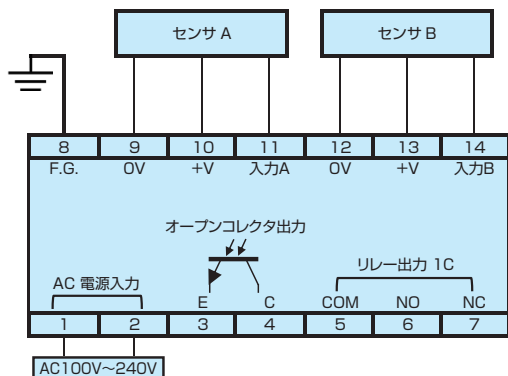 センサ A
センサ B
8 9 10 11 12 13 14
F.G. 0V +V 入力A 0V +V 入力B
オープンコレクタ出力
リレー出力 1C
AC 電源入力
E C COM NO NC
1 2 3 4 5 6 7
AC100V~240V